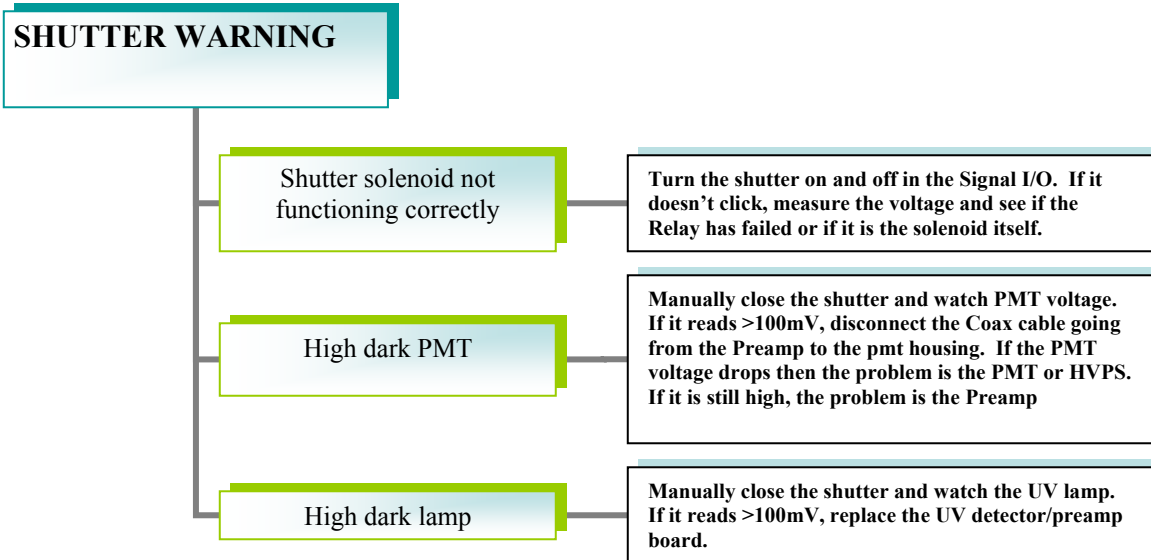 SHUTTER WARNING
Shutter solenoid not
functioning correctly
Turn the shutter on and off in the Signal I/O.  If it
doesn’t click, measure the voltage and see if the
Relay has failed or if it is the solenoid itself.
High dark PMT
Manually close the shutter and watch PMT voltage.
If it reads >100mV, disconnect the Coax cable going
from the Preamp to the pmt housing.  If the PMT
voltage drops then the problem is the PMT or HVPS.
If it is still high, the problem is the Preamp
High dark lamp
Manually close the shutter and watch the UV lamp.
If it reads >100mV, replace the UV detector/preamp
board.